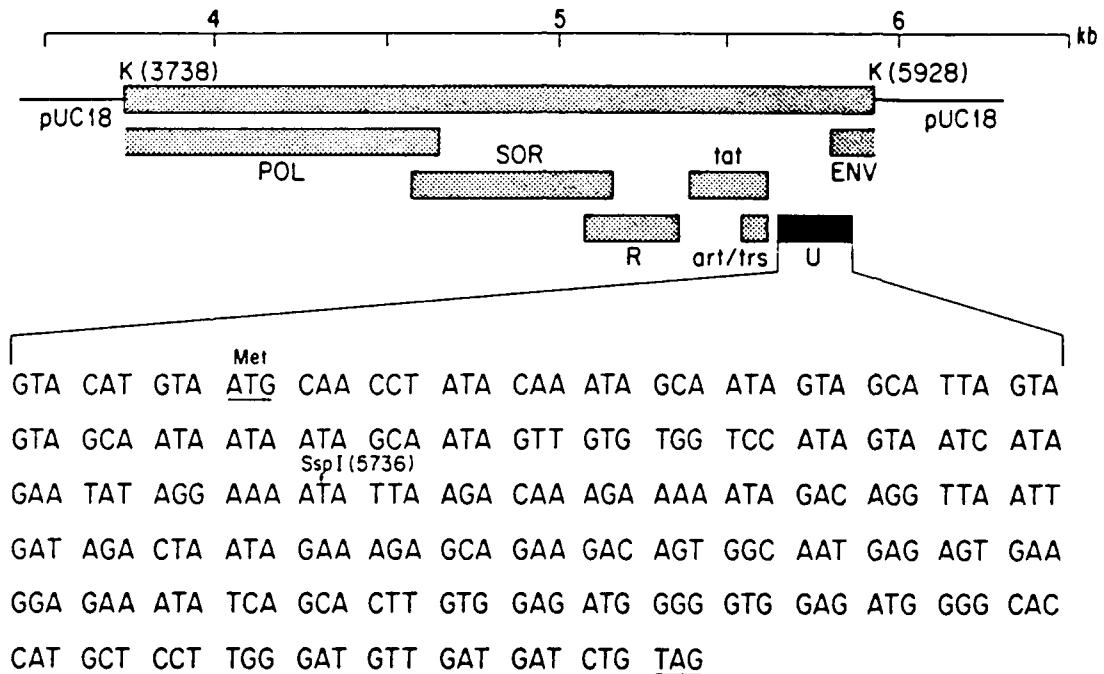 4 5 6 kb
K (3738) K (5928)
pUC18 pUC18
SOR tat
POL ENV
R art/trs U
Met
GTA CAT GTA ATG CAA CCT ATA CAA ATA GCA ATA GTA GCA TTA GTA
GTA GCA ATA ATA ATA GCA ATA GTT GTG TGG TCC ATA GTA ATC ATA
SspI (5736)
GAA TAT AGG AAA ATA TTA AGA CAA AGA AAA ATA GAC AGG TTA ATT
GAT AGA CTA ATA GAA AGA GCA GAA GAC AGT GGC AAT GAG AGT GAA
GGA GAA ATA TCA GCA CTT GTG GAG ATG GGG GTG GAG ATG GGG CAC
CAT GCT CCT TGG GAT GTT GAT GAT CTG TAG